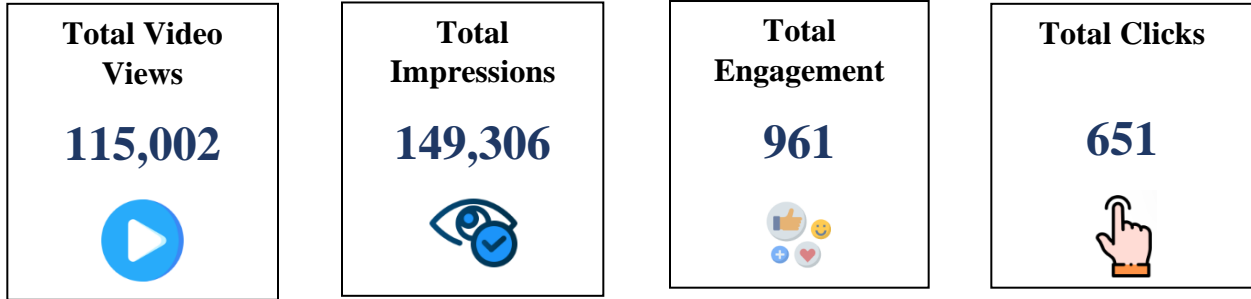 Total Video
Views
115,002
Total
Impressions
149,306
Total
Engagement
961
Total Clicks
651